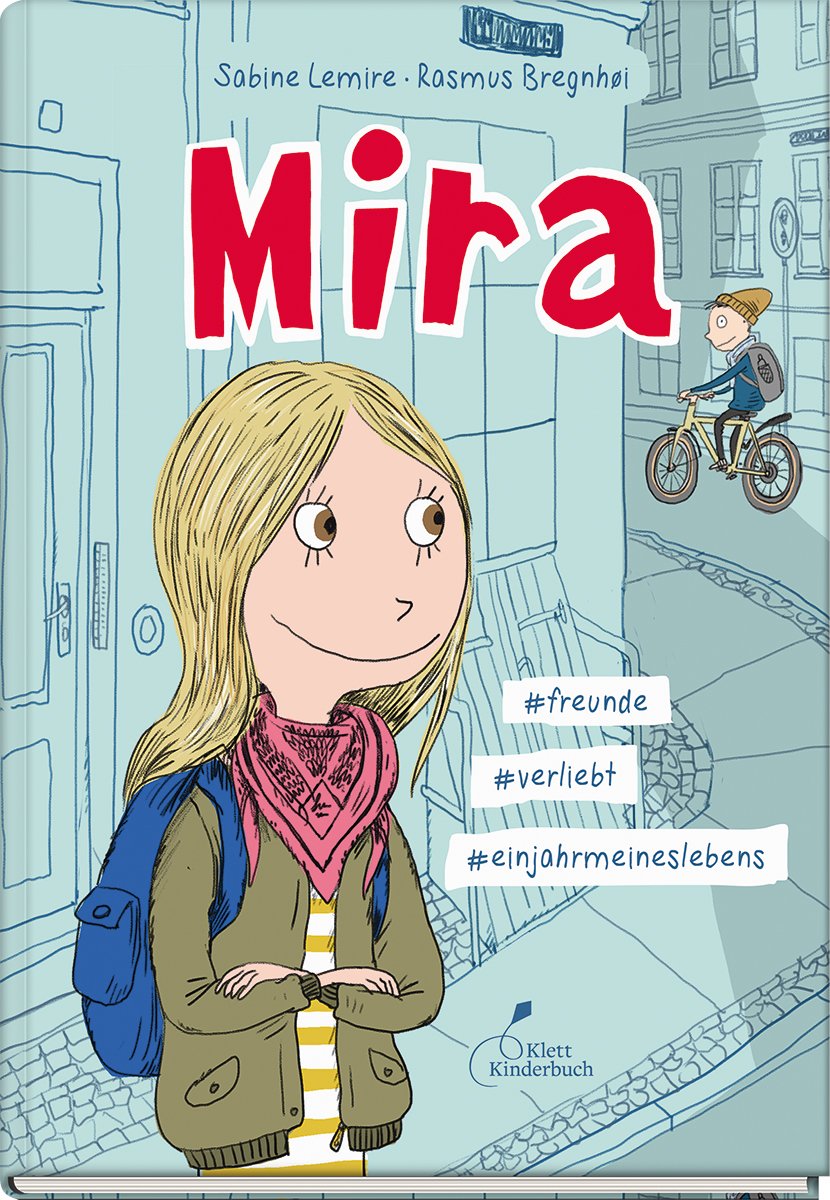 Sabine Lemire · Rasmus Bregnhøi
Mira
#freunde
#verliebt
#einjahrmeineslebens
Klett
Kinderbuch